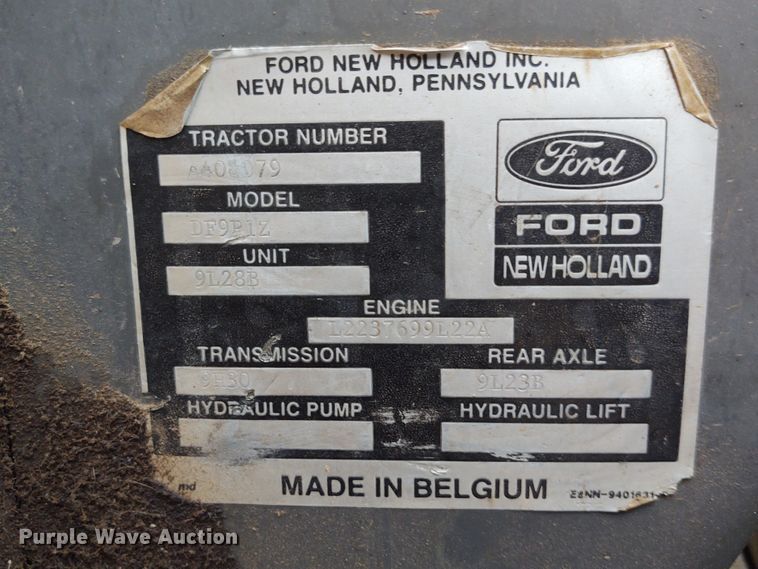 FORD NEW HOLLAND INC.
NEW HOLLAND, PENNSYLVANIA
TRACTOR NUMBER
MODEL
UNIT
9L28B
Ford
FORD
NEW HOLLAND
ENGINE
L2237699L22A
TRANSMISSION
REAR AXLE
9L23B
HYDRAULIC PUMP
HYDRAULIC LIFT
md
MADE IN BELGIUM
Purple Wave Auction